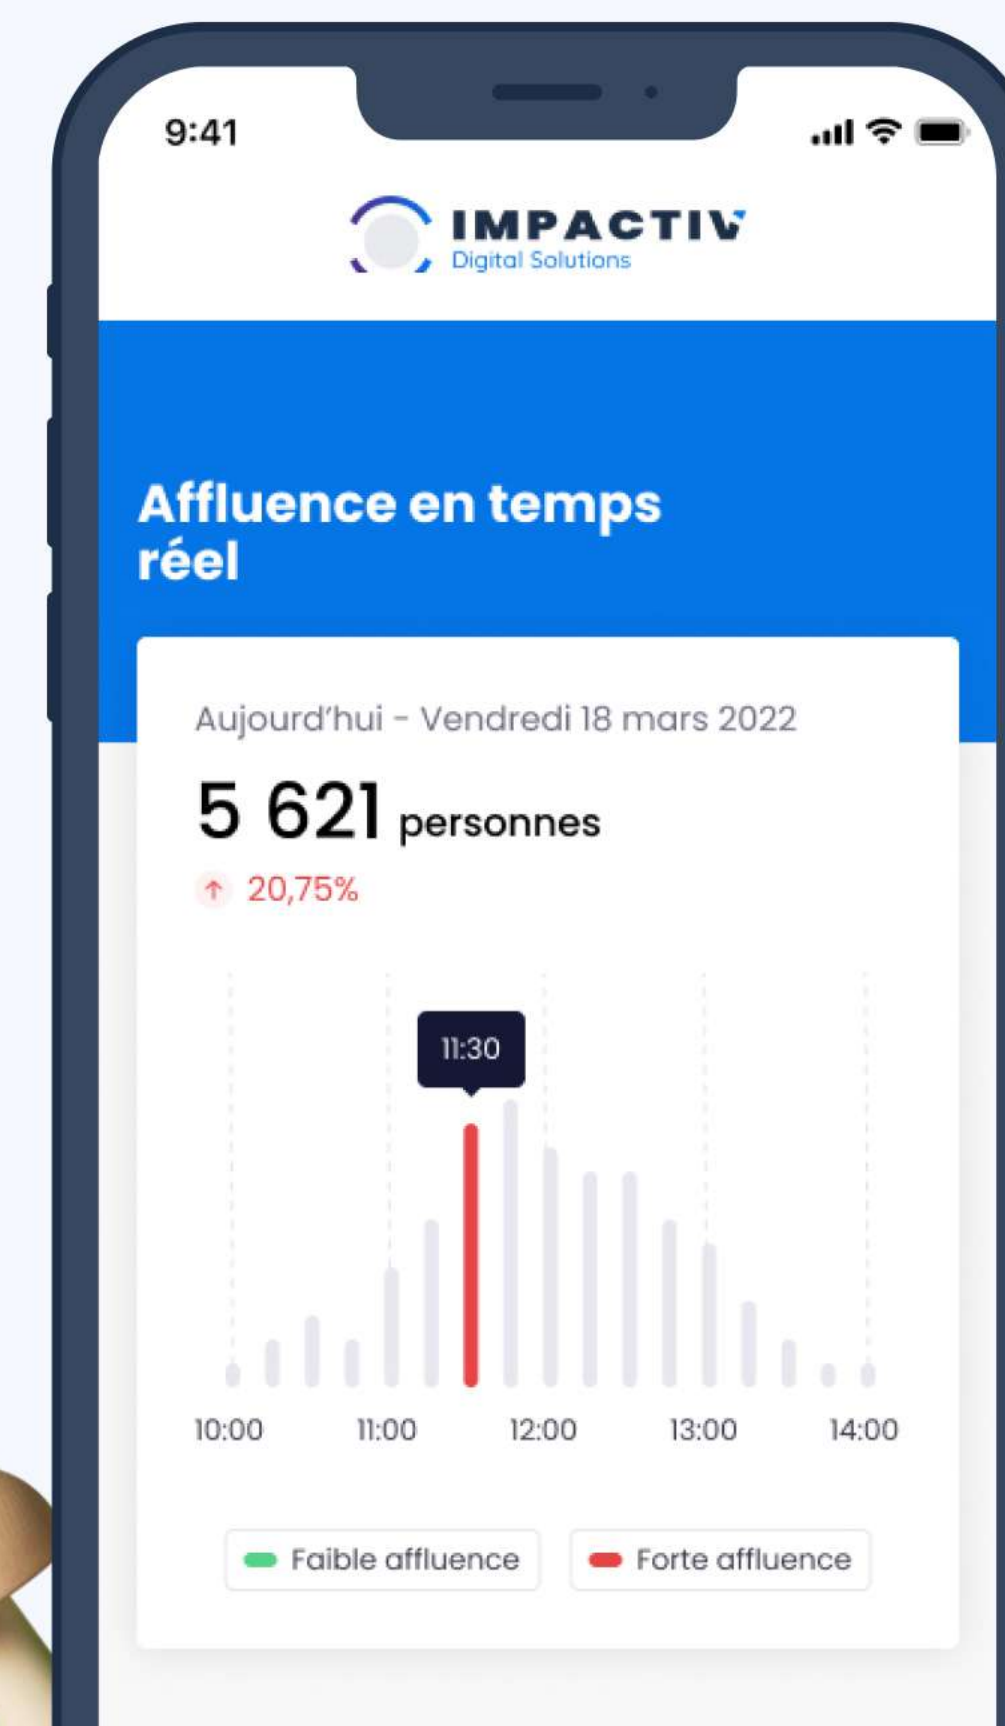 9:41
IMPACTIV
Digital Solutions
Affluence en temps
réel
Aujourd’hui - Vendredi 18 mars 2022
5 621 personnes
↑ 20,75%
11:30
10:00 11:00 12:00 13:00 14:00
Faible affluence Forte affluence